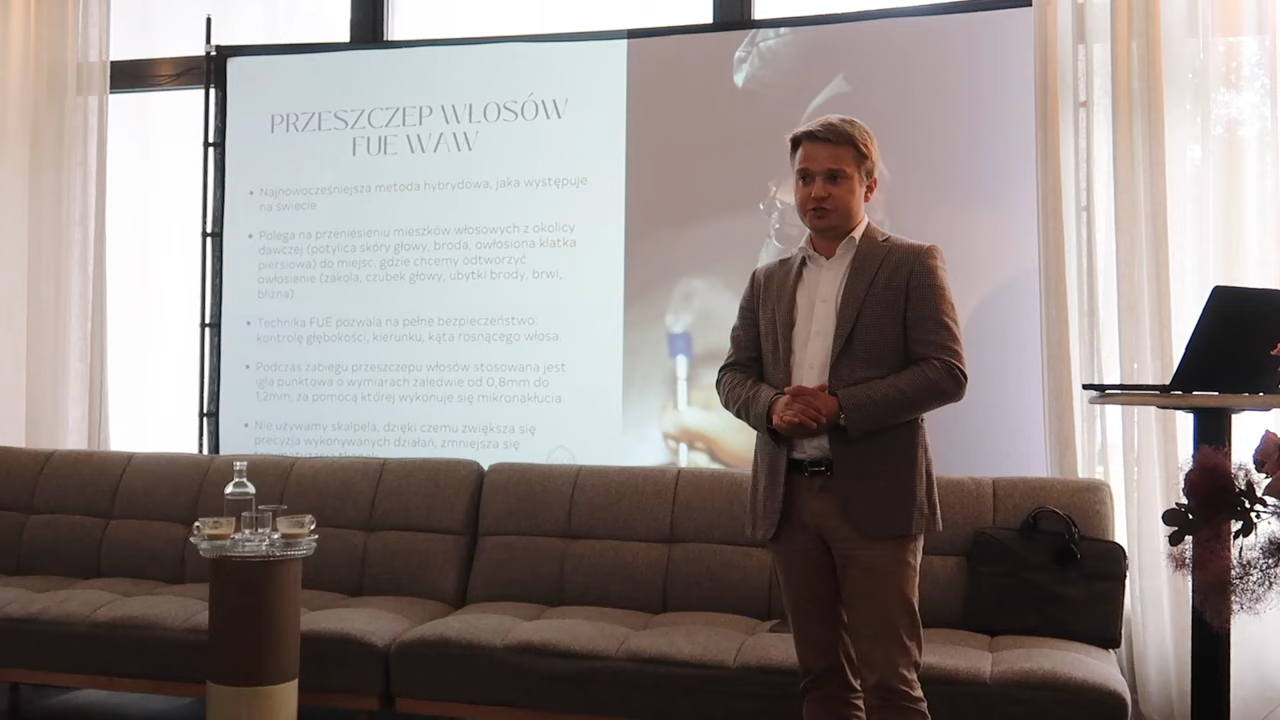 PRZESZCZEP WŁOSÓW
FUE WAW
• Najnowocześniejsza metoda hybrydowa, jaka występuje
na świecie
• Polega na przeniesieniu mieszków włosowych z okolicy
dawczej (potylica skóry głowy, broda, owłosiona klatka
piersiowa) do miejsc, gdzie chcemy odtworzyć
owłosienie (zakola, czubek głowy, ubytki brody, brwi,
blizna)
• Technika FUE pozwala na pełne bezpieczeństwo:
kontrolę głębokości, kierunku, kąta rosnącego włosa.
• Podczas zabiegu przeszczepu włosów stosowana jest
igła punktowa o wymiarach zaledwie od 0,8mm do
1,2mm, za pomocą której wykonuje się mikronakłucia.
• Nie używamy skalpela, dzięki czemu zwiększa się
precyzja wykonywanych działań, zmniejsza się